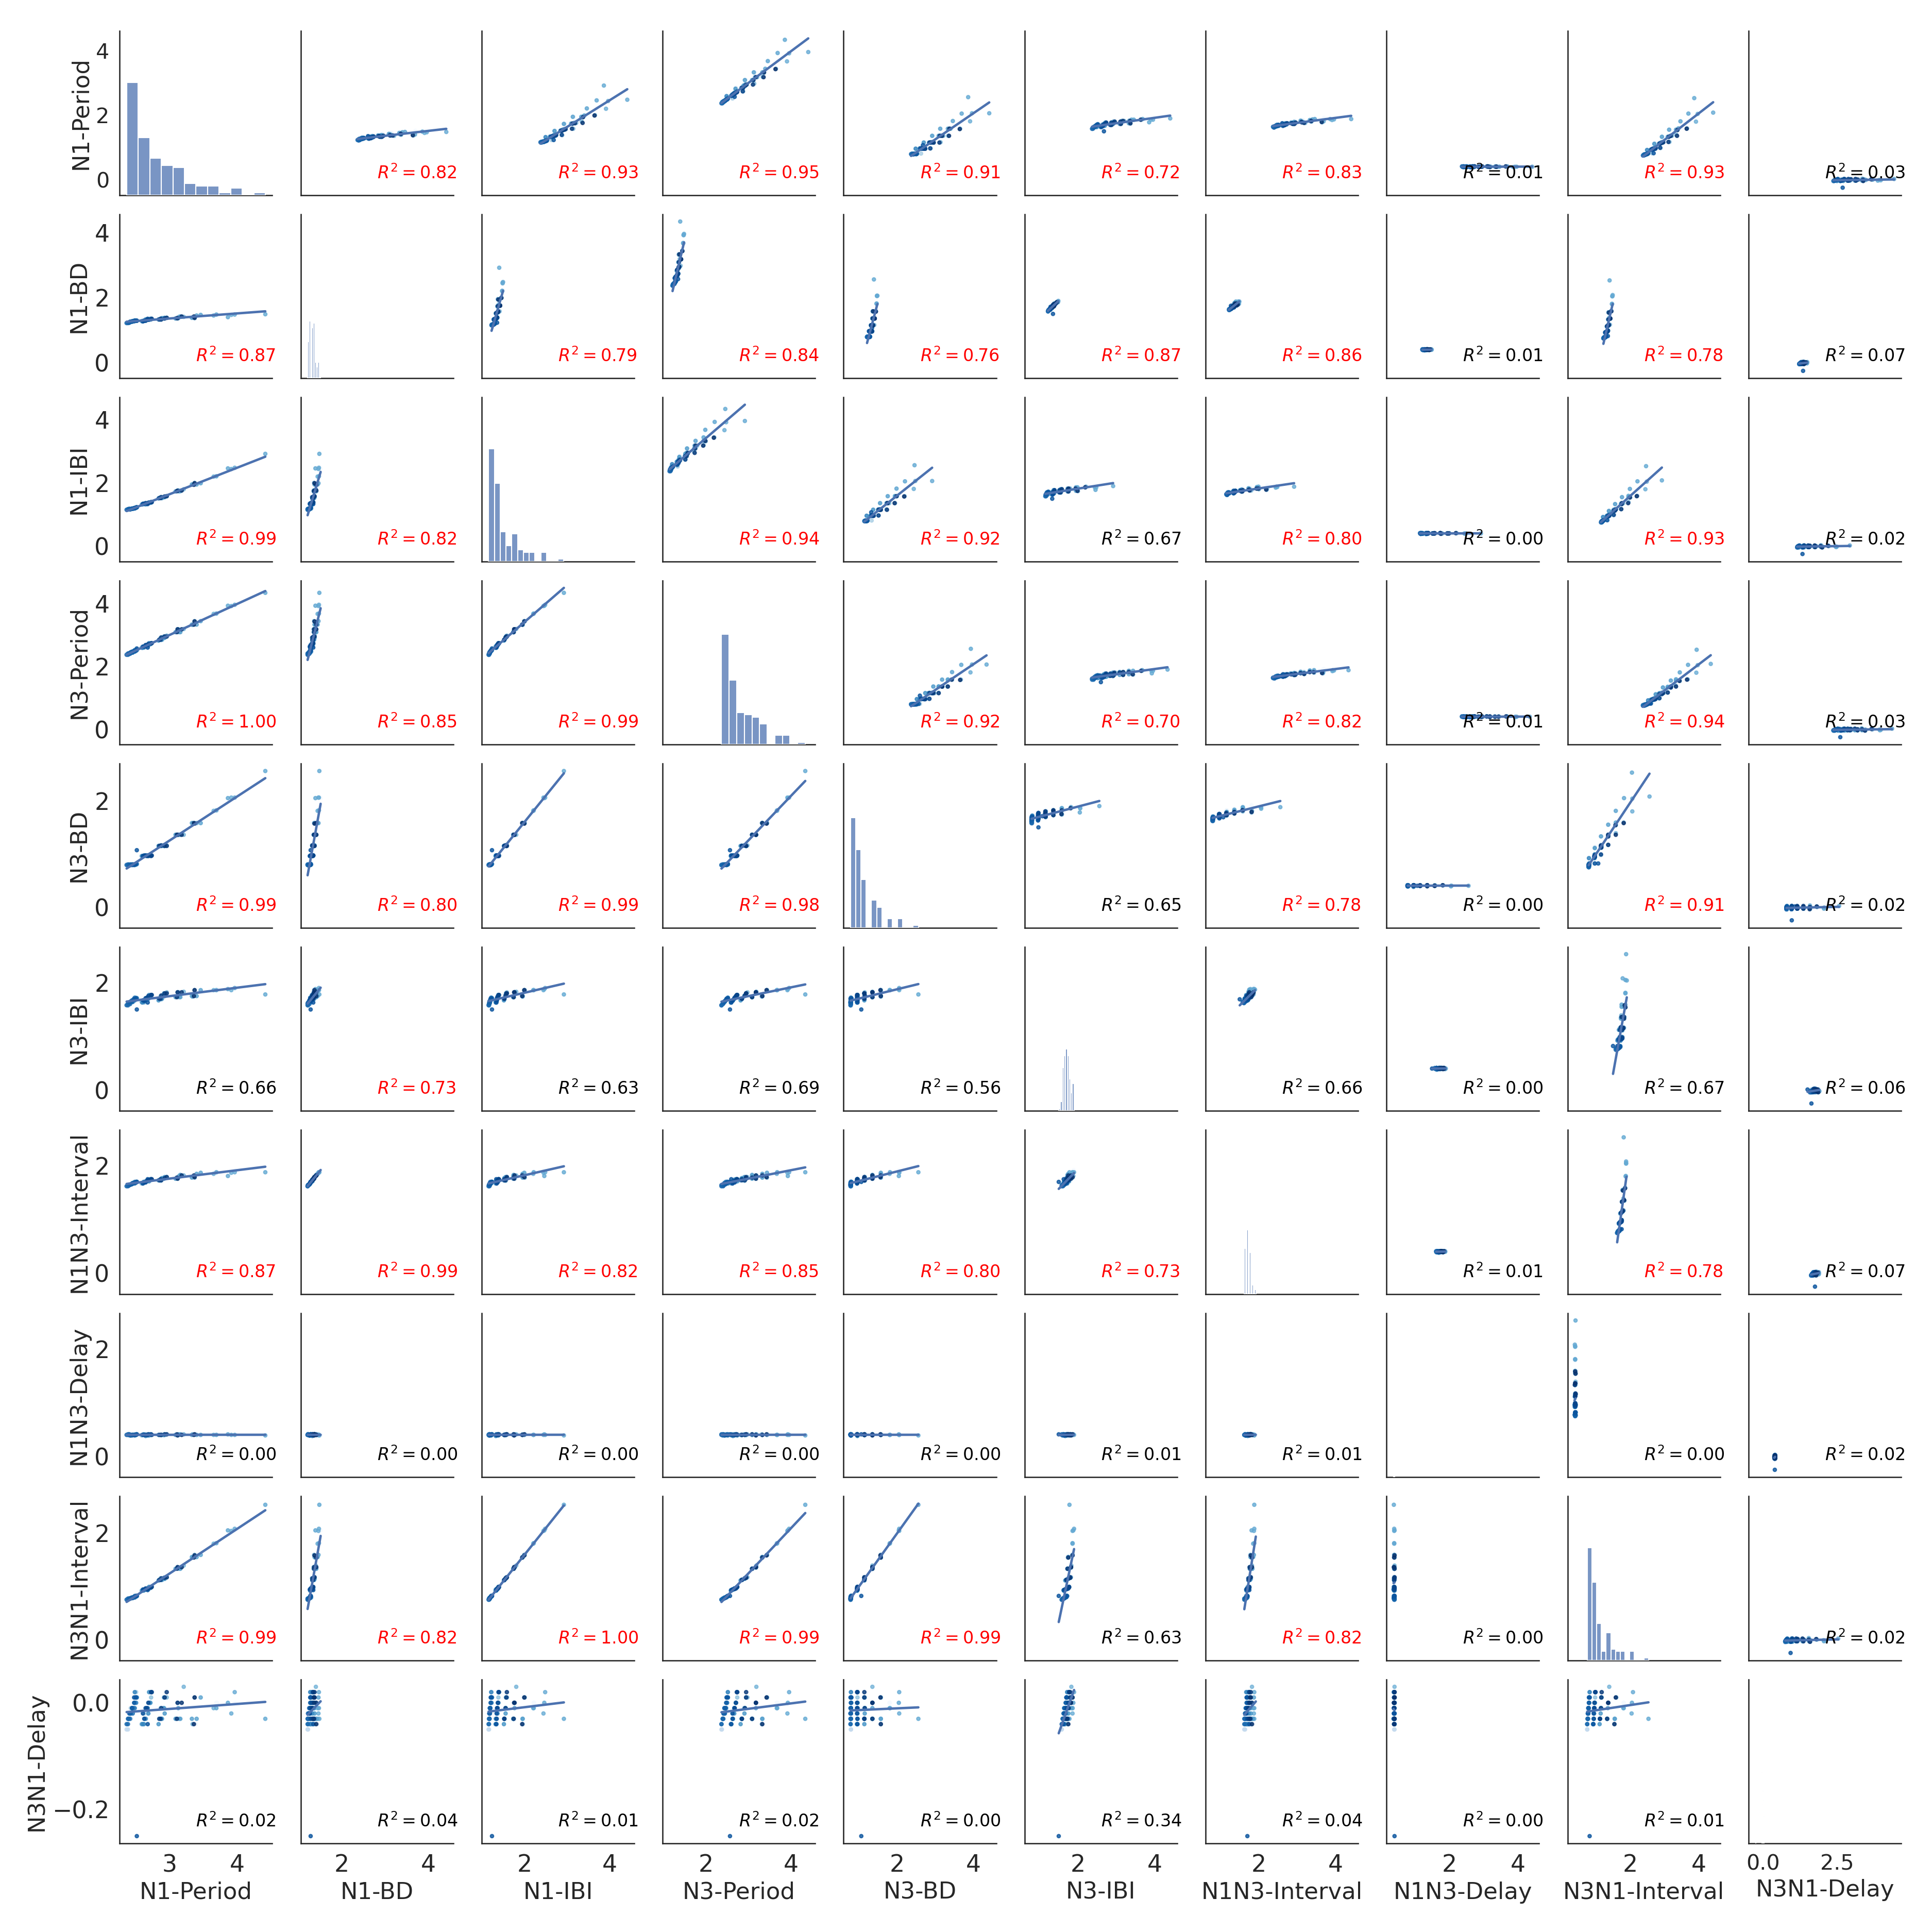 N1-Period
4
2
0
R² = 0.82
R² = 0.93
R² = 0.95
R² = 0.91
R² = 0.72
R² = 0.83
R² = 0.01
R² = 0.93
R² = 0.03
N1-BD
4
2
0
R² = 0.87
R² = 0.79
R² = 0.84
R² = 0.76
R² = 0.87
R² = 0.86
R² = 0.01
R² = 0.78
R² = 0.07
N1-IBI
4
2
0
R² = 0.99
R² = 0.82
R² = 0.94
R² = 0.92
R² = 0.67
R² = 0.80
R² = 0.00
R² = 0.93
R² = 0.02
N3-Period
4
2
0
R² = 1.00
R² = 0.85
R² = 0.99
R² = 0.92
R² = 0.70
R² = 0.82
R² = 0.01
R² = 0.94
R² = 0.03
N3-BD
2
0
R² = 0.99
R² = 0.80
R² = 0.99
R² = 0.98
R² = 0.65
R² = 0.78
R² = 0.00
R² = 0.91
R² = 0.02
N3-IBI
2
0
R² = 0.66
R² = 0.73
R² = 0.63
R² = 0.69
R² = 0.56
R² = 0.66
R² = 0.00
R² = 0.67
R² = 0.06
N1N3-Interval
2
0
R² = 0.87
R² = 0.99
R² = 0.82
R² = 0.85
R² = 0.80
R² = 0.73
R² = 0.01
R² = 0.78
R² = 0.07
N1N3-Delay
2
0
R² = 0.00
R² = 0.00
R² = 0.00
R² = 0.00
R² = 0.00
R² = 0.01
R² = 0.01
R² = 0.00
R² = 0.02
N3N1-Interval
2
0
R² = 0.99
R² = 0.82
R² = 1.00
R² = 0.99
R² = 0.99
R² = 0.63
R² = 0.82
R² = 0.00
R² = 0.02
N3N1-Delay
0.0
−0.2
R² = 0.02
R² = 0.04
R² = 0.01
R² = 0.02
R² = 0.00
R² = 0.34
R² = 0.04
R² = 0.00
R² = 0.01
3 4
2 4
2 4
2 4
2 4
2 4
2 4
2 4
2 4
0.0 2.5
N1-Period
N1-BD
N1-IBI
N3-Period
N3-BD
N3-IBI
N1N3-Interval
N1N3-Delay
N3N1-Interval
N3N1-Delay